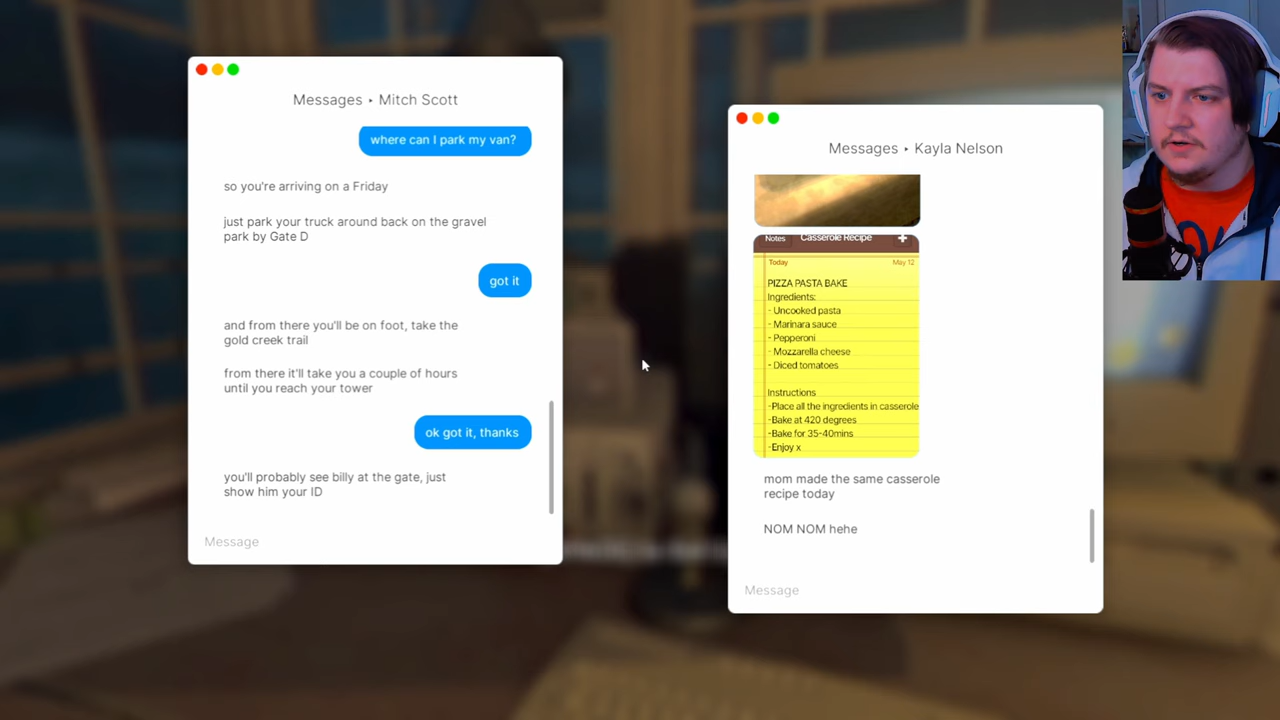 Messages ‣ Mitch Scott
where can I park my van?
so you're arriving on a Friday
just park your truck around back on the gravel
park by Gate D
got it
and from there you'll be on foot, take the
gold creek trail
from there it'll take you a couple of hours
until you reach your tower
ok got it, thanks
you'll probably see billy at the gate, just
show him your ID
Message
Messages ‣ Kayla Nelson
Notes Casserole Recipe +
Today May 12
PIZZA PASTA BAKE
Ingredients:
- Uncooked pasta
- Marinara sauce
- Pepperoni
- Mozzarella cheese
- Diced tomatoes
Instructions
-Place all the ingredients in casserole
-Bake at 420 degrees
-Bake for 35-40mins
-Enjoy x
mom made the same casserole
recipe today
NOM NOM hehe
Message